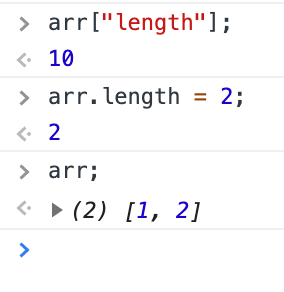 > arr["length"];
<· 10
> arr.length = 2;
<· 2
> arr;
<· ▶ (2) [1, 2]
>